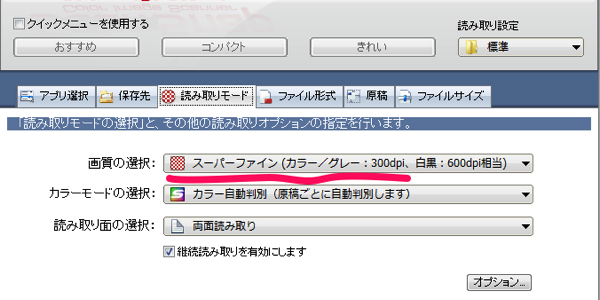 Color Image Scanner
クイックメニューを使用する
読み取り設定
おすすめ
コンパクト
きれい
標準
アプリ選択
保存先
読み取りモード
ファイル形式
原稿
ファイルサイズ
「読み取りモードの選択」と、その他の読み取りオプションの指定を行います。
画質の選択：
スーパーファイン (カラー／グレー：300dpi、白黒：600dpi相当)
カラーモードの選択：
カラー自動判別（原稿ごとに自動判別します）
読み取り面の選択：
両面読み取り
継続読み取りを有効にします
オプション...